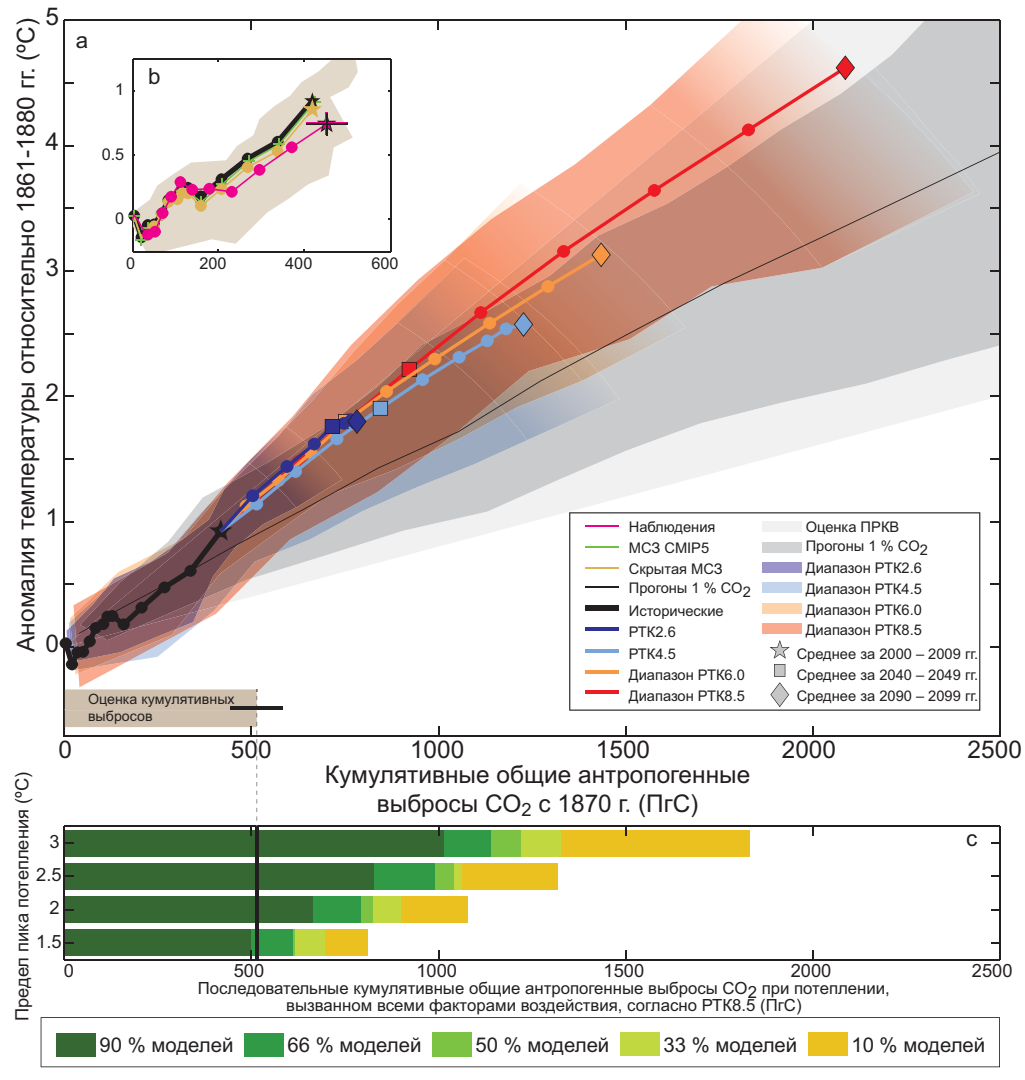 5
4
3
2
1
0
Аномалия температуры относительно 1861-1880 гг. (ºC)
a
b
1
0.5
0
0
200
400
600
Наблюдения
МСЗ CMIP5
Скрытая МСЗ
Прогоны 1 % CO2
Исторические
РТК2.6
РТК4.5
Диапазон РТК6.0
Диапазон РТК8.5
Оценка ПРКВ
Прогоны 1 % CO2
Диапазон РТК2.6
Диапазон РТК4.5
Диапазон РТК6.0
Диапазон РТК8.5
Среднее за 2000 – 2009 гг.
Среднее за 2040 – 2049 гг.
Среднее за 2090 – 2099 гг.
Оценка кумулятивных
выбросов
0
500
1000
1500
2000
2500
Кумулятивные общие антропогенные
выбросы CO2 с 1870 г. (ПгС)
Предел пика потепления (ºC)
3
2.5
2
1.5
c
0
500
1000
1500
2000
2500
Последовательные кумулятивные общие антропогенные выбросы CO2 при потеплении,
вызванном всеми факторами воздействия, согласно РТК8.5 (ПгС)
90 % моделей
66 % моделей
50 % моделей
33 % моделей
10 % моделей